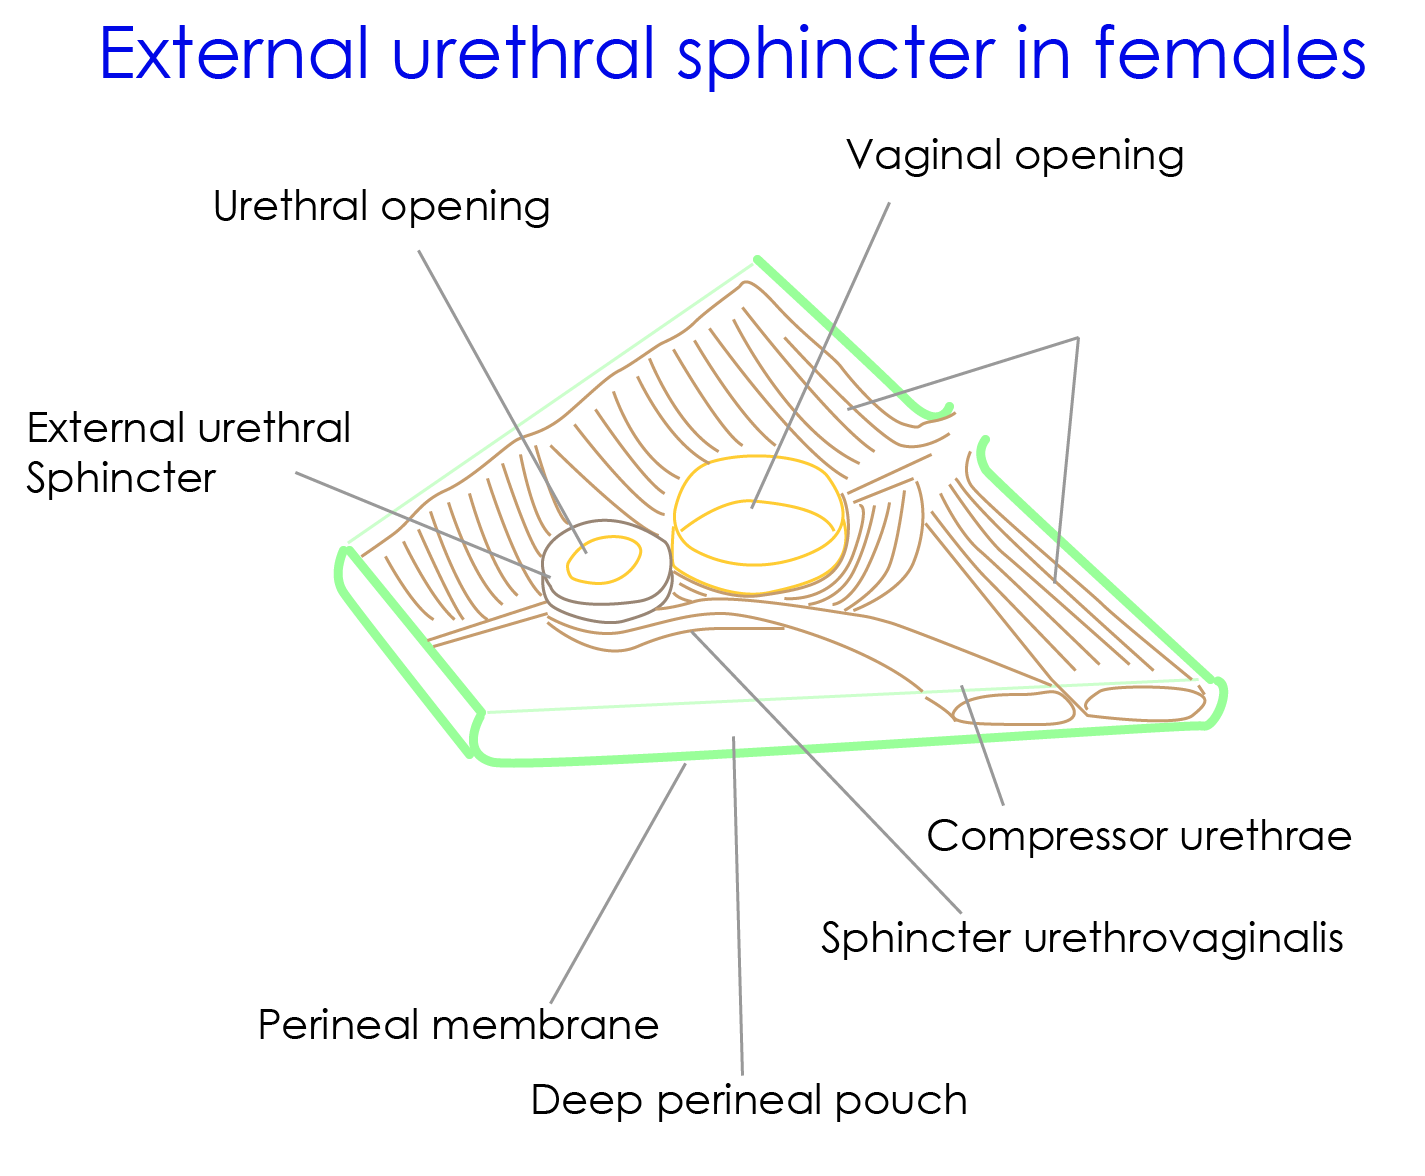 External urethral sphincter in females
Vaginal opening
Urethral opening
External urethral
Sphincter
Compressor urethrae
Sphincter urethrovaginalis
Perineal membrane
Deep perineal pouch